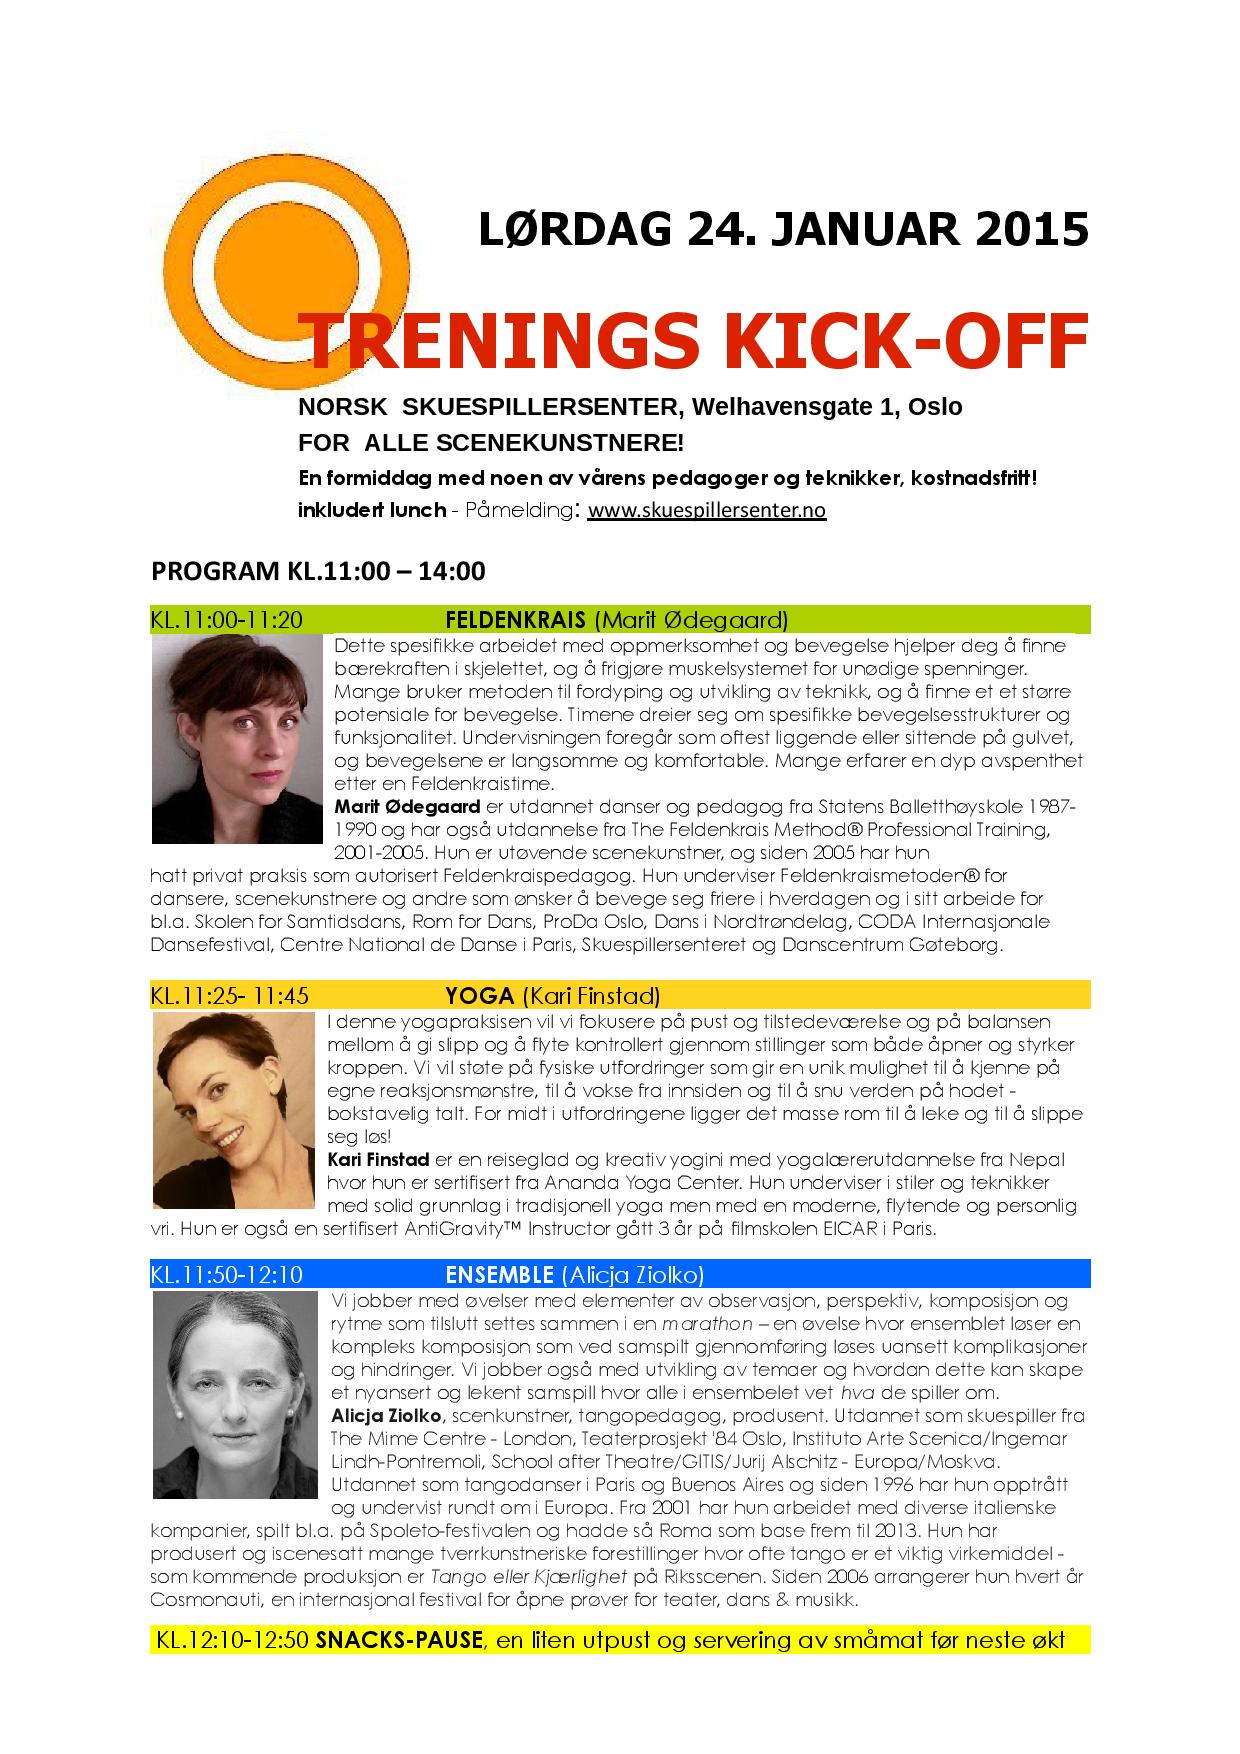 LØRDAG 24. JANUAR 2015
TRENINGS KICK-OFF
NORSK SKUESPILLERSENTER, Welhavensgate 1, Oslo
FOR ALLE SCENEKUNSTNERE!
En formiddag med noen av vårens pedagoger og teknikker, kostnadsfritt!
inkludert lunch - Påmelding: www.skuespillersenter.no
PROGRAM KL.11:00 – 14:00
KL.11:00-11:20 FELDENKRAIS (Marit Ødegaard)
Dette spesifikke arbeidet med oppmerksomhet og bevegelse hjelper deg å finne
bærekraften i skjelettet, og å frigjøre muskelsystemet for unødige spenninger.
Mange bruker metoden til fordyping og utvikling av teknikk, og å finne et et større
potensiale for bevegelse. Timene dreier seg om spesifikke bevegelsesstrukturer og
funksjonalitet. Undervisningen foregår som oftest liggende eller sittende på gulvet,
og bevegelsene er langsomme og komfortable. Mange erfarer en dyp avspenthet
etter en Feldenkraistime.
Marit Ødegaard er utdannet danser og pedagog fra Statens Balletthøyskole 1987-
1990 og har også utdannelse fra The Feldenkrais Method® Professional Training,
2001-2005. Hun er utøvende scenekunstner, og siden 2005 har hun
hatt privat praksis som autorisert Feldenkraispedagog. Hun underviser Feldenkraismetoden® for
dansere, scenekunstnere og andre som ønsker å bevege seg friere i hverdagen og i sitt arbeide for
bl.a. Skolen for Samtidsdans, Rom for Dans, ProDa Oslo, Dans i Nordtrøndelag, CODA Internasjonale
Dansefestival, Centre National de Danse i Paris, Skuespillersenteret og Danscentrum Gøteborg.
KL.11:25- 11:45 YOGA (Kari Finstad)
I denne yogapraksisen vil vi fokusere på pust og tilstedeværelse og på balansen
mellom å gi slipp og å flyte kontrollert gjennom stillinger som både åpner og styrker
kroppen. Vi vil støte på fysiske utfordringer som gir en unik mulighet til å kjenne på
egne reaksjonsmønstre, til å vokse fra innsiden og til å snu verden på hodet -
bokstavelig talt. For midt i utfordringene ligger det masse rom til å leke og til å slippe
seg løs!
Kari Finstad er en reiseglad og kreativ yogini med yogalærerutdannelse fra Nepal
hvor hun er sertifisert fra Ananda Yoga Center. Hun underviser i stiler og teknikker
med solid grunnlag i tradisjonell yoga men med en moderne, flytende og personlig
vri. Hun er også en sertifisert AntiGravity™ Instructor gått 3 år på filmskolen EICAR i Paris.
KL.11:50-12:10 ENSEMBLE (Alicja Ziolko)
Vi jobber med øvelser med elementer av observasjon, perspektiv, komposisjon og
rytme som tilslutt settes sammen i en marathon – en øvelse hvor ensemblet løser en
kompleks komposisjon som ved samspilt gjennomføring løses uansett komplikasjoner
og hindringer. Vi jobber også med utvikling av temaer og hvordan dette kan skape
et nyansert og lekent samspill hvor alle i ensembelet vet hva de spiller om.
Alicja Ziolko, scenkunstner, tangopedagog, produsent. Utdannet som skuespiller fra
The Mime Centre - London, Teaterprosjekt '84 Oslo, Instituto Arte Scenica/Ingemar
Lindh-Pontremoli, School after Theatre/GITIS/Jurij Alschitz - Europa/Moskva.
Utdannet som tangodanser i Paris og Buenos Aires og siden 1996 har hun opptrått
og undervist rundt om i Europa. Fra 2001 har hun arbeidet med diverse italienske
kompanier, spilt bl.a. på Spoleto-festivalen og hadde så Roma som base frem til 2013. Hun har
produsert og iscenesatt mange tverrkunstneriske forestillinger hvor ofte tango er et viktig virkemiddel -
som kommende produksjon er Tango eller Kjærlighet på Riksscenen. Siden 2006 arrangerer hun hvert år
Cosmonauti, en internasjonal festival for åpne prøver for teater, dans & musikk.
KL.12:10-12:50 SNACKS-PAUSE, en liten utpust og servering av småmat før neste økt